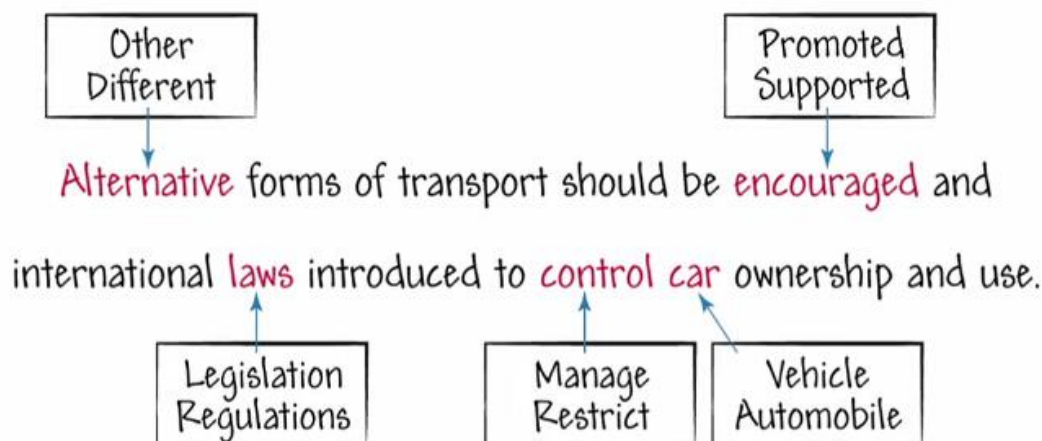 Other
Different
Promoted
Supported
Alternative forms of transport should be encouraged and
international laws introduced to control car ownership and use.
Legislation
Regulations
Manage
Restrict
Vehicle
Automobile